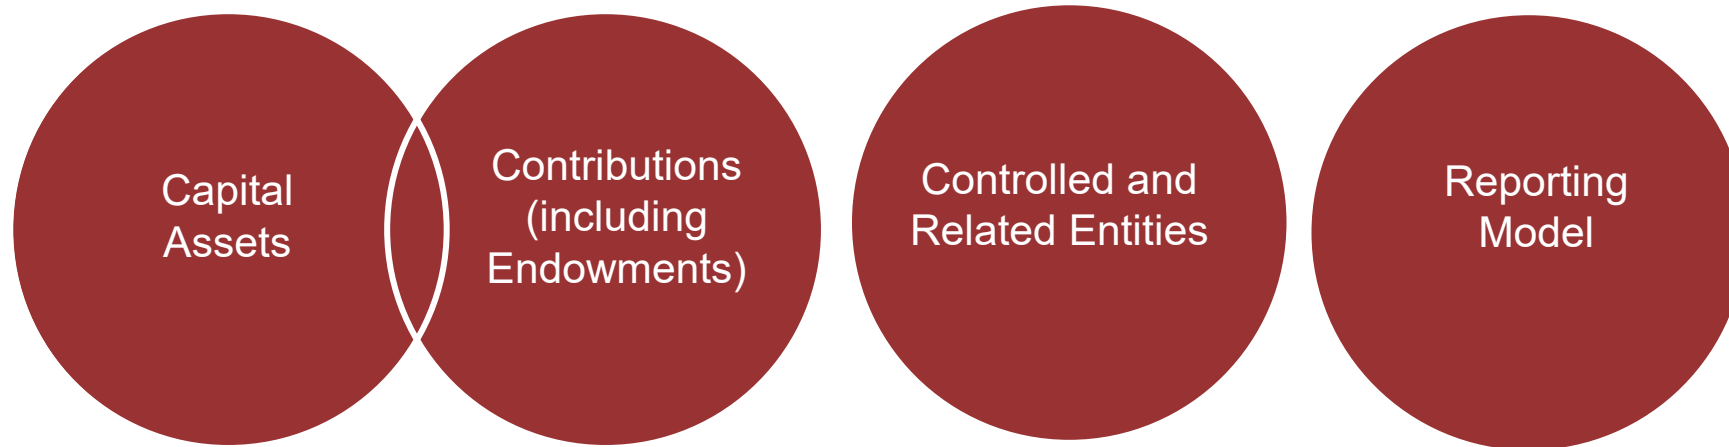 Capital
Assets
Contributions
(including
Endowments)
Controlled and
Related Entities
Reporting
Model